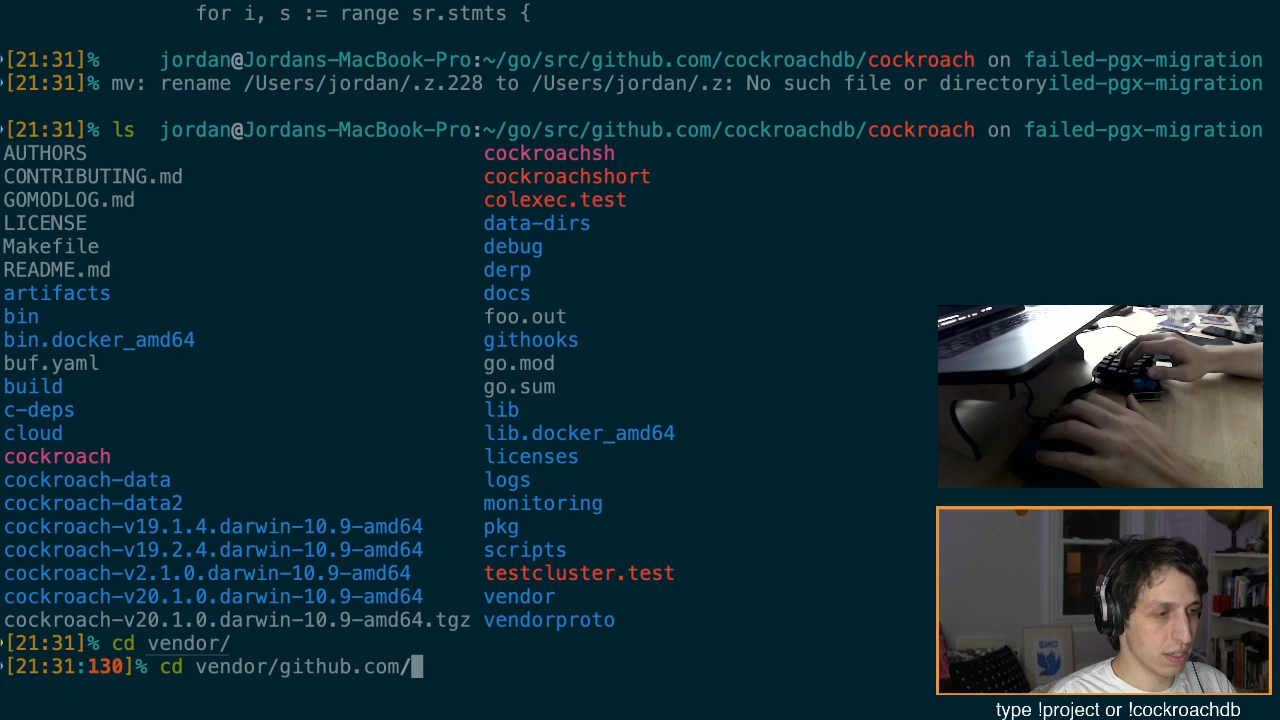 for i, s := range sr.stmts {
[21:31]% jordan@Jordans-MacBook-Pro:~/go/src/github.com/cockroachdb/cockroach on failed-pgx-migration
[21:31]% mv: rename /Users/jordan/.z.228 to /Users/jordan/.z: No such file or directoryiled-pgx-migration
[21:31]% ls jordan@Jordans-MacBook-Pro:~/go/src/github.com/cockroachdb/cockroach on failed-pgx-migration
AUTHORS cockroachsh
CONTRIBUTING.md cockroachshort
GOMODLOG.md colexec.test
LICENSE data-dirs
Makefile debug
README.md derp
artifacts docs
bin foo.out
bin.docker_amd64 githooks
buf.yaml go.mod
build go.sum
c-deps lib
cloud lib.docker_amd64
cockroach licenses
cockroach-data logs
cockroach-data2 monitoring
cockroach-v19.1.4.darwin-10.9-amd64 pkg
cockroach-v19.2.4.darwin-10.9-amd64 scripts
cockroach-v2.1.0.darwin-10.9-amd64 testcluster.test
cockroach-v20.1.0.darwin-10.9-amd64 vendor
cockroach-v20.1.0.darwin-10.9-amd64.tgz vendorproto
[21:31]% cd vendor/
[21:31:130]% cd vendor/github.com/
SING
type !project or !cockroachdb